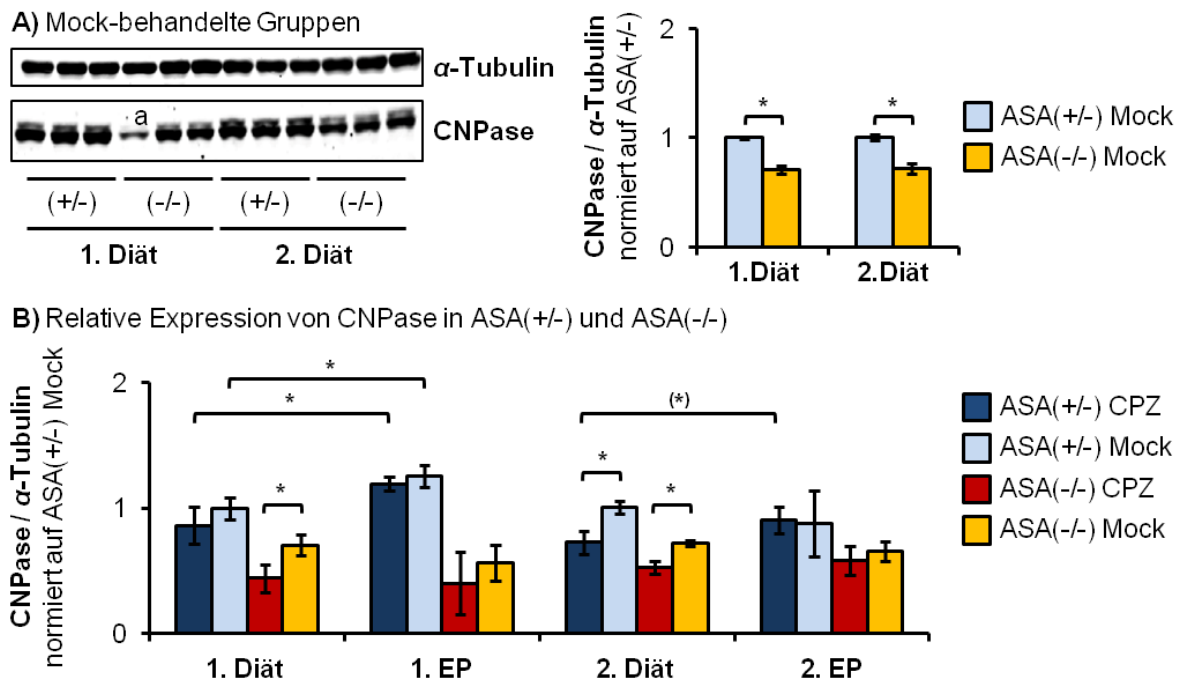 A) Mock-behandelte Gruppen
α-Tubulin
a
CNPase
(+/-) (-/-) (+/-) (-/-)
1. Diät 2. Diät
CNPase / α-Tubulin
normiert auf ASA(+/-)
2
1
0
* *
1.Diät 2.Diät
ASA(+/-) Mock
ASA(-/-) Mock
B) Relative Expression von CNPase in ASA(+/-) und ASA(-/-)
CNPase / α-Tubulin
normiert auf ASA(+/-) Mock
2
1
0
*
* (*)
* * *
1. Diät 1. EP 2. Diät 2. EP
ASA(+/-) CPZ
ASA(+/-) Mock
ASA(-/-) CPZ
ASA(-/-) Mock